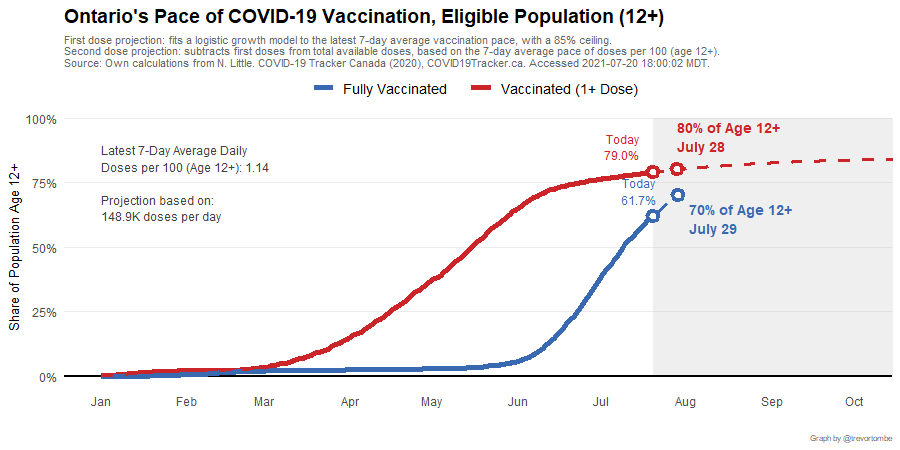 Ontario's Pace of COVID-19 Vaccination, Eligible Population (12+)
First dose projection: fits a logistic growth model to the latest 7-day average vaccination pace, with a 85% ceiling.
Second dose projection: subtracts first doses from total available doses, based on the 7-day average pace of doses per 100 (age 12+).
Source: Own calculations from N. Little. COVID-19 Tracker Canada (2020), COVID19Tracker.ca. Accessed 2021-07-20 18:00:02 MDT.
Fully Vaccinated
Vaccinated (1+ Dose)
Share of Population Age 12+
100%
75%
50%
25%
0%
Latest 7-Day Average Daily
Doses per 100 (Age 12+): 1.14
Projection based on:
148.9K doses per day
Today
79.0%
80% of Age 12+
July 28
Today
61.7%
70% of Age 12+
July 29
Jan Feb Mar Apr May Jun Jul Aug Sep Oct
Graph by @trevortombe